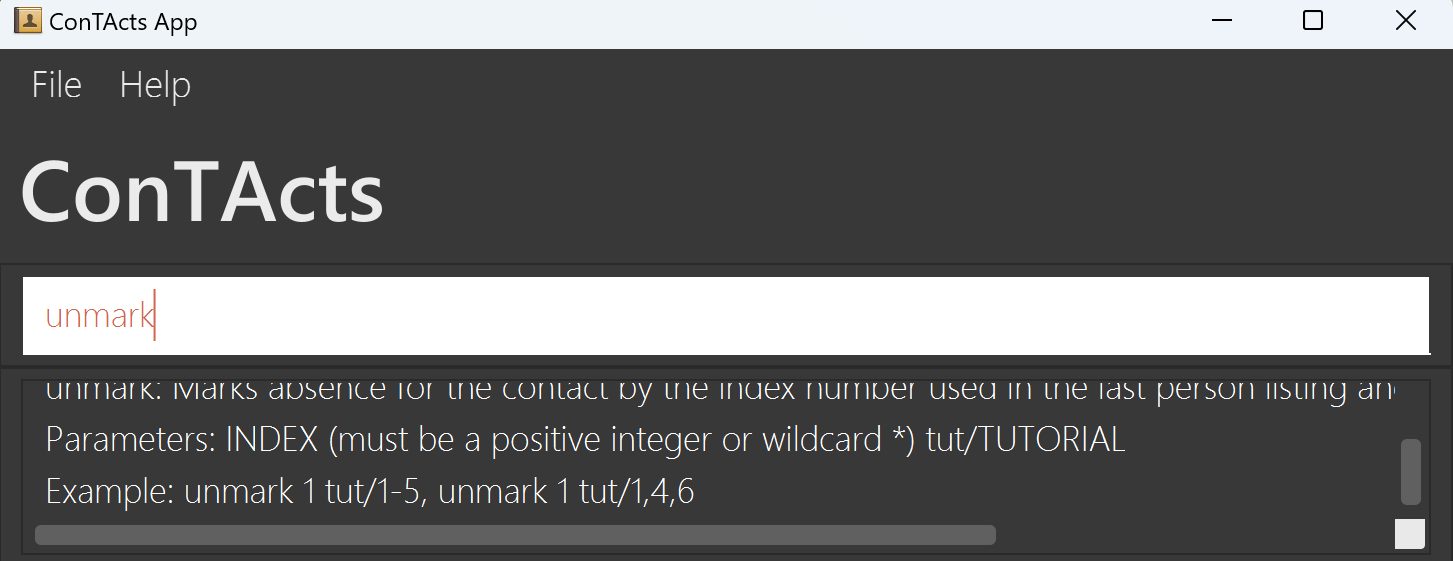 ConTActs App
File Help
ConTActs
unmark
unmark: Marks absence for the contact by the index number used in the last person listing
Parameters: INDEX (must be a positive integer or wildcard *) tut/TUTORIAL
Example: unmark 1 tut/1-5, unmark 1 tut/1,4,6